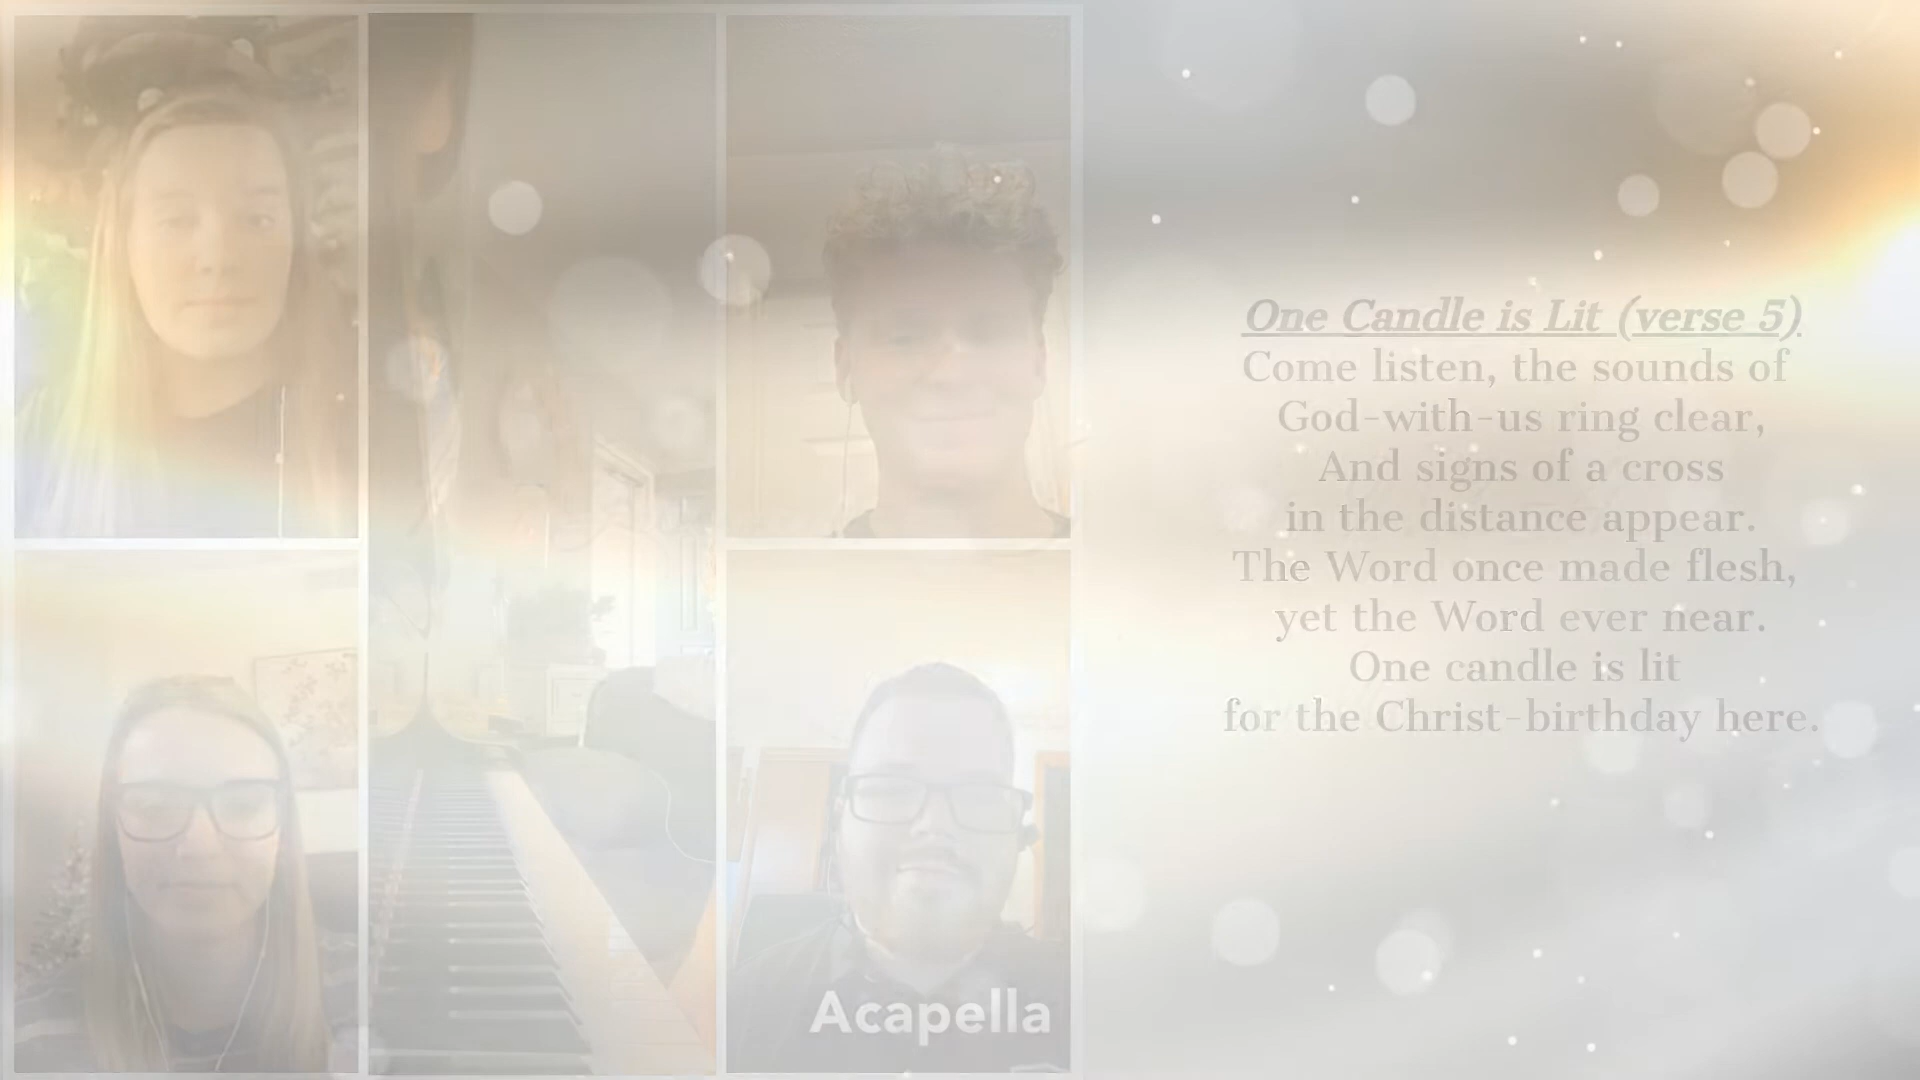 One Candle is Lit (verse 5)
Come listen, the sounds of
God-with-us ring clear,
And signs of a cross
in the distance appear.
The Word once made flesh,
yet the Word ever near.
One candle is lit
for the Christ-birthday here.
Acapella